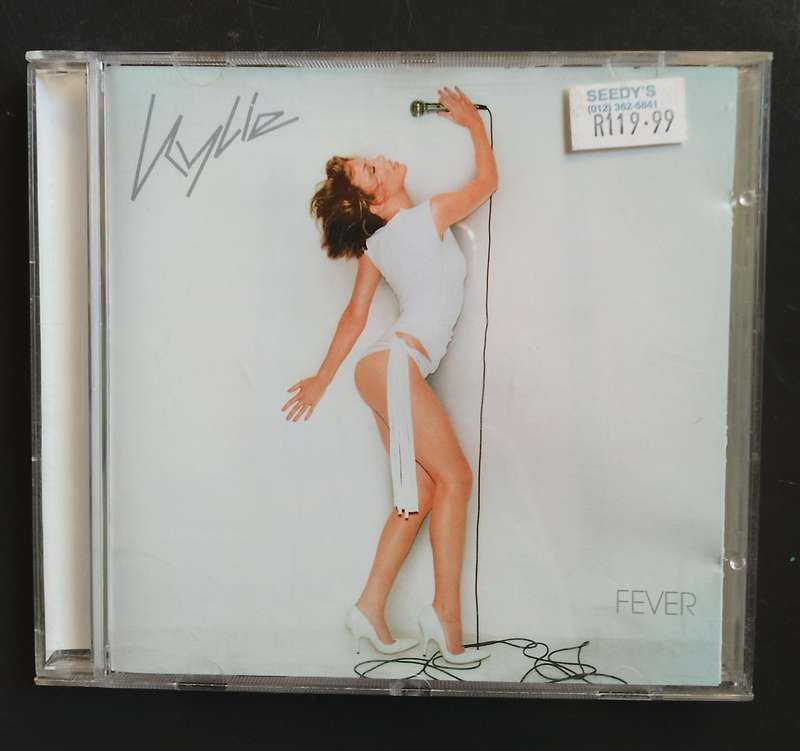 Kylie
SEEDY'S
(012) 362-5641
R119.99
FEVER